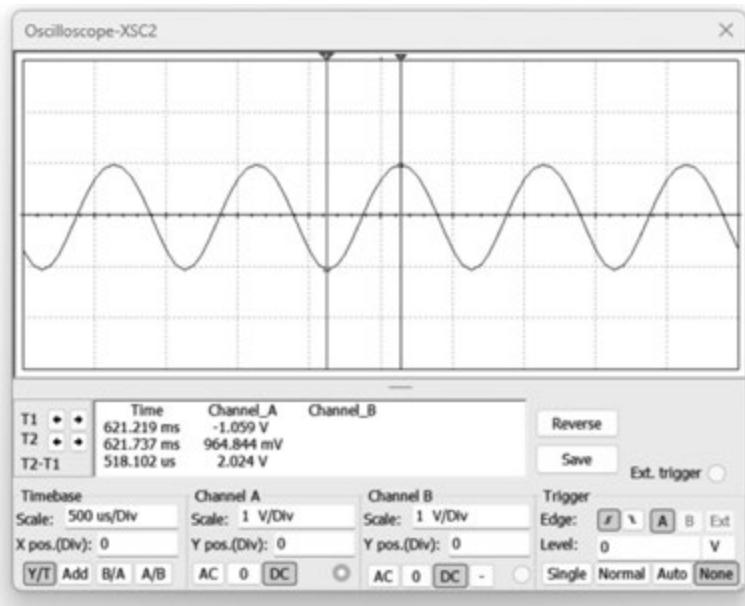 Oscilloscope-XSC2
Time Channel_A Channel_B
T1 621.219 ms -1.059 V
T2 621.737 ms 964.844 mV
T2-T1 518.102 us 2.024 V
Reverse
Save
Ext. trigger
Timebase
Scale: 500 us/Div
X pos.(Div): 0
Y/T Add B/A A/B
Channel A
Scale: 1 V/Div
Y pos.(Div): 0
AC 0 DC
Channel B
Scale: 1 V/Div
Y pos.(Div): 0
AC 0 DC -
Trigger
Edge: A B Ext
Level: 0 V
Single Normal Auto None